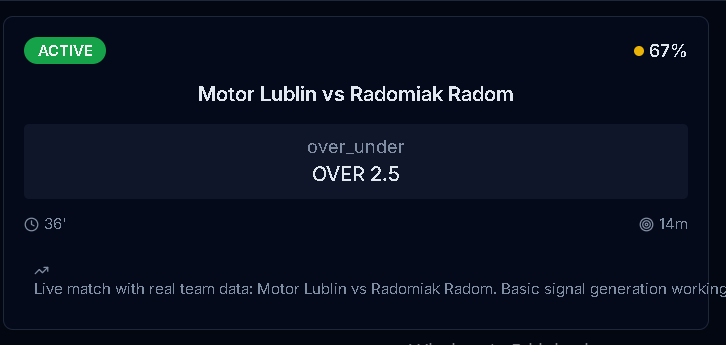 ACTIVE
67%
Motor Lublin vs Radomiak Radom
over_under
OVER 2.5
36'
14m
Live match with real team data: Motor Lublin vs Radomiak Radom. Basic signal generation working